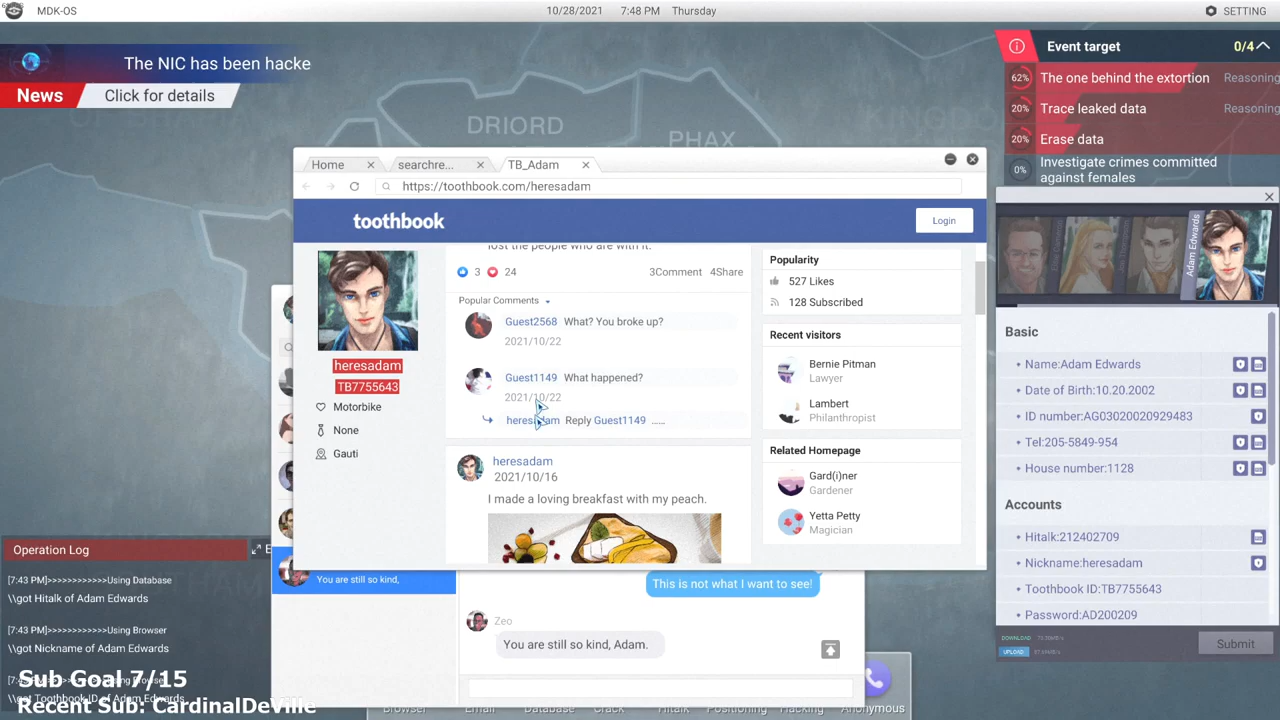 MDK-OS
10/28/2021 7:48 PM Thursday
SETTING
The NIC has been hacke
News Click for details
Event target 0/4
62% The one behind the extortion Reasoning
20% Trace leaked data Reasoning
20% Erase data
0% Investigate crimes committed
against females
DRIORD
PHAX
KINGDO
Home
searchre...
TB_Adam
https://toothbook.com/heresadam
toothbook
Login
heresadam
TB7755643
Motorbike
None
Gauti
lost the people who are with it.
3 24 3Comment 4Share
Popular Comments
Guest2568 What? You broke up?
2021/10/22
Guest1149 What happened?
2021/10/22
heresadam Reply Guest1149 ......
heresadam
2021/10/16
I made a loving breakfast with my peach.
Popularity
527 Likes
128 Subscribed
Recent visitors
Bernie Pitman
Lawyer
Lambert
Philanthropist
Related Homepage
Gard(i)ner
Gardener
Yetta Petty
Magician
Adam Edwards
Basic
• Name:Adam Edwards
• Date of Birth:10.20.2002
• ID number:AG03020020929483
• Tel:205-5849-954
• House number:1128
Accounts
• Hitalk:212402709
• Nickname:heresadam
• Toothbook ID:TB7755643
• Password:AD200209
DOWNLOAD
UPLOAD
Submit
Operation Log
[7:43 PM]>>>>>>>>>>>Using Database
\\got Hitalk of Adam Edwards
[7:43 PM]>>>>>>>>>>>Using Browser
\\got Nickname of Adam Edwards
\\got Toothbook ID of Adam Edwards
Sub Goal: 7/15
Recent Sub: CardinalDeVille
You are still so kind,
This is not what I want to see!
Zeo
You are still so kind, Adam.
Browser Email Database Crack Hitalk Positioning Hacking Anonymous